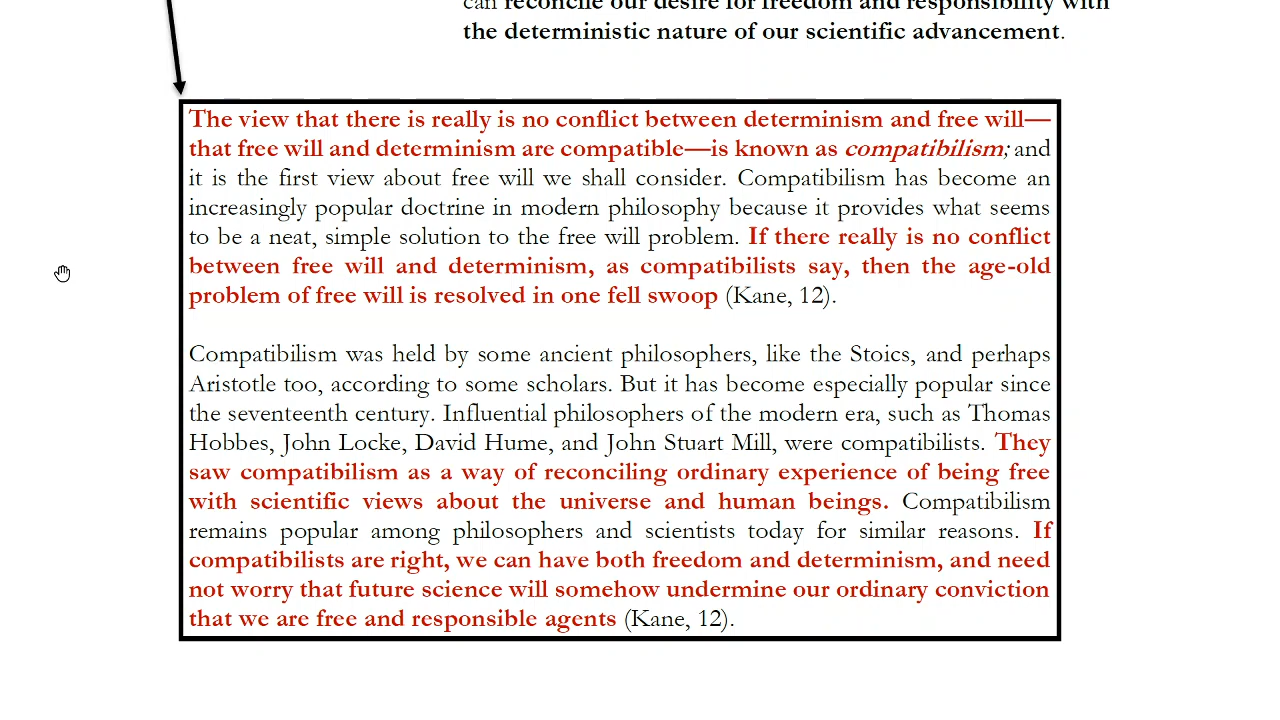 can reconcile our desire for freedom and responsibility with
the deterministic nature of our scientific advancement.
The view that there is really is no conflict between determinism and free will—
that free will and determinism are compatible—is known as compatibilism; and
it is the first view about free will we shall consider. Compatibilism has become an
increasingly popular doctrine in modern philosophy because it provides what seems
to be a neat, simple solution to the free will problem. If there really is no conflict
between free will and determinism, as compatibilists say, then the age-old
problem of free will is resolved in one fell swoop (Kane, 12).
Compatibilism was held by some ancient philosophers, like the Stoics, and perhaps
Aristotle too, according to some scholars. But it has become especially popular since
the seventeenth century. Influential philosophers of the modern era, such as Thomas
Hobbes, John Locke, David Hume, and John Stuart Mill, were compatibilists. They
saw compatibilism as a way of reconciling ordinary experience of being free
with scientific views about the universe and human beings. Compatibilism
remains popular among philosophers and scientists today for similar reasons. If
compatibilists are right, we can have both freedom and determinism, and need
not worry that future science will somehow undermine our ordinary conviction
that we are free and responsible agents (Kane, 12).